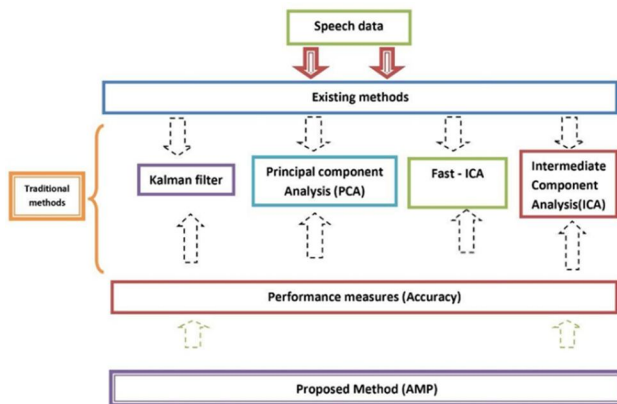 Speech data
Existing methods
Traditional
methods
Kalman filter
Principal component
Analysis (PCA)
Fast - ICA
Intermediate
Component
Analysis(ICA)
Performance measures (Accuracy)
Proposed Method (AMP)